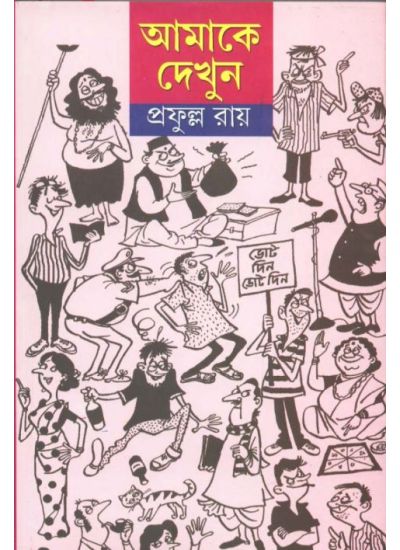 আমাকে
দেখুন
প্রফুল্ল রায়
ভোট
দিন
ভোট দিন